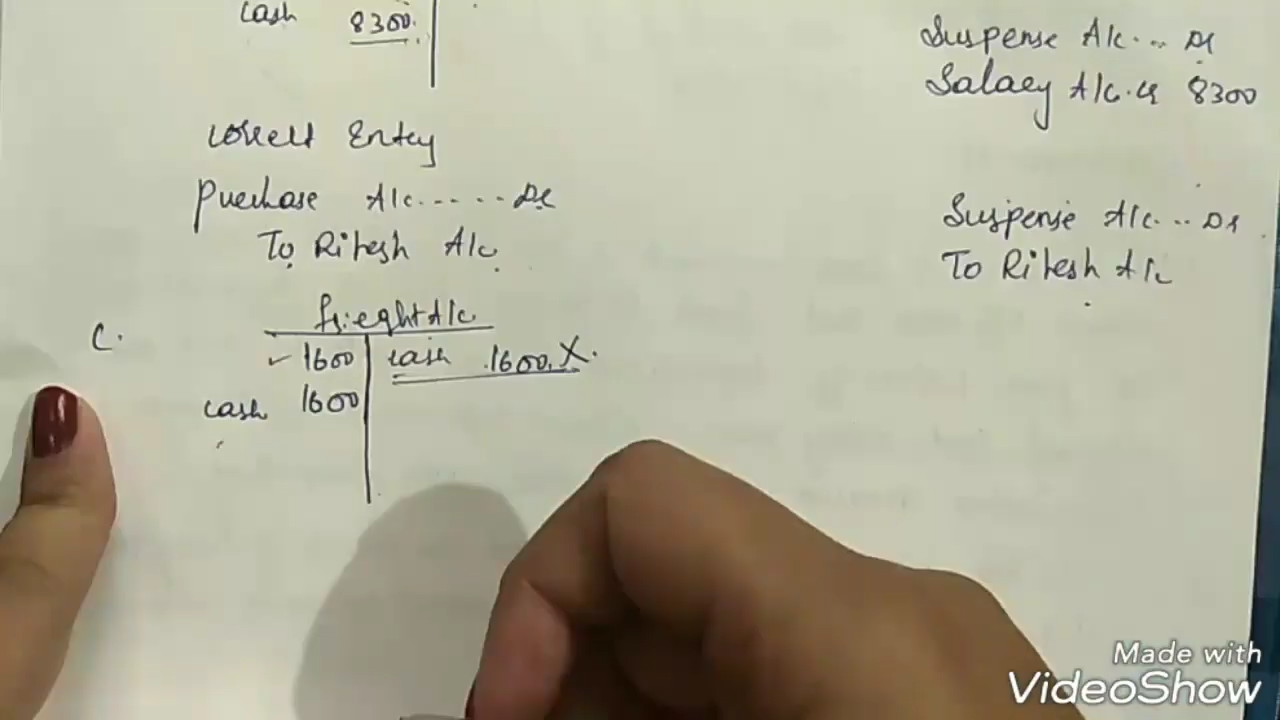 cash 8300.
Correct Entry
Purchase A/c...... Dr
To Ritesh A/c
C.
Frieght A/c
1600 cash 1600 X.
cash 1600
Suspense A/c... Dr
Salary A/c. cr 8300
Suspense A/c... Dr
To Ritesh A/c
Made with
VideoShow